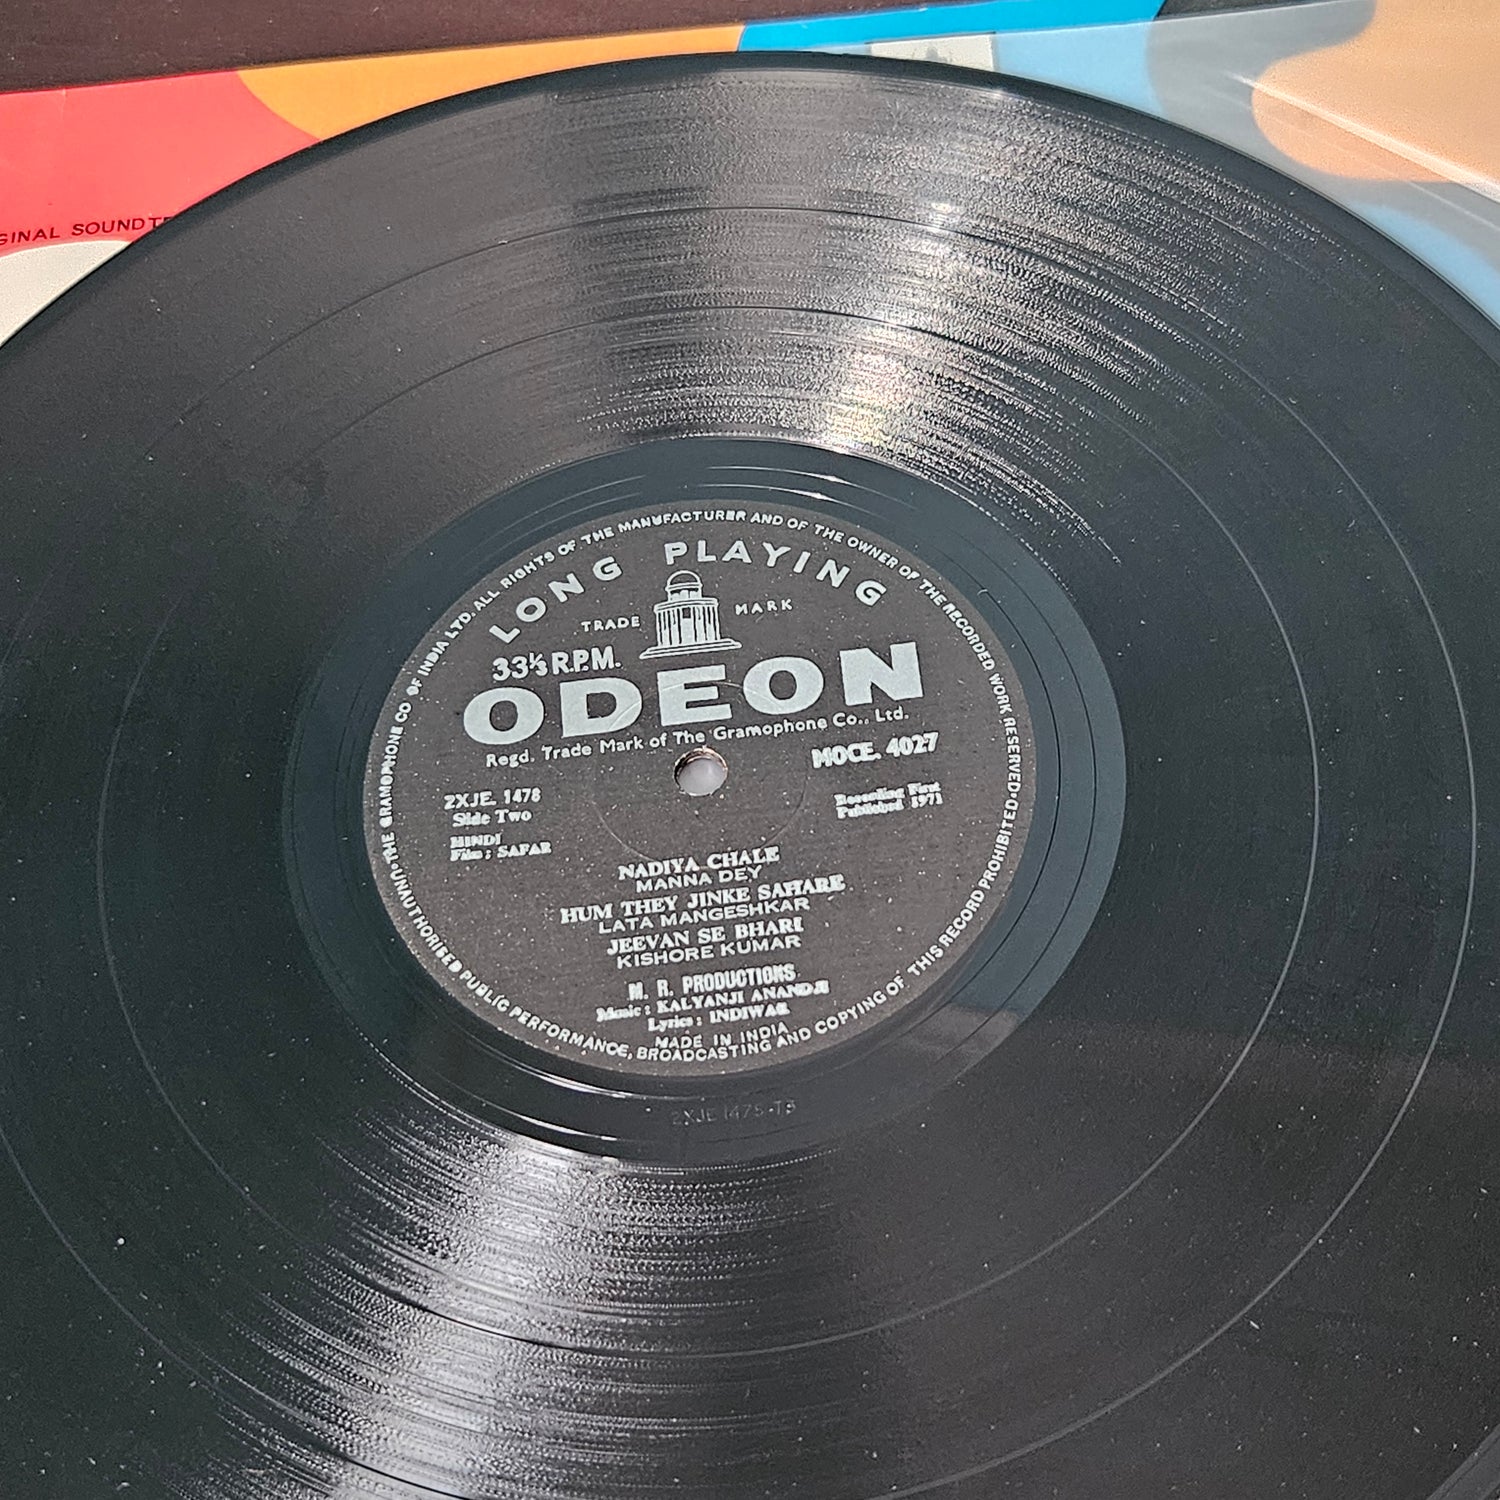 GINAL SOUNDT
THE GRAMOPHONE CO OF INDIA LTD. ALL RIGHTS OF THE MANUFACTURER AND OF THE OWNER OF THE RECORDED WORK RESERVED
UNAUTHORISED PUBLIC PERFORMANCE, BROADCASTING AND COPYING OF THIS RECORD PROHIBITED
LONG PLAYING
TRADE MARK
33⅓ R.P.M.
ODEON
Regd. Trade Mark of The Gramophone Co., Ltd.
MOCE. 4027
2XJE. 1478
Side Two
Recording First
Published 1971
HINDI
Film : SAFAR
NADIYA CHALE
MANNA DEY
HUM THEY JINKE SAHARE
LATA MANGESHKAR
JEEVAN SE BHARI
KISHORE KUMAR
M. R. PRODUCTIONS
Music : KALYANJI ANANDJI
Lyrics : INDIWAR
MADE IN INDIA